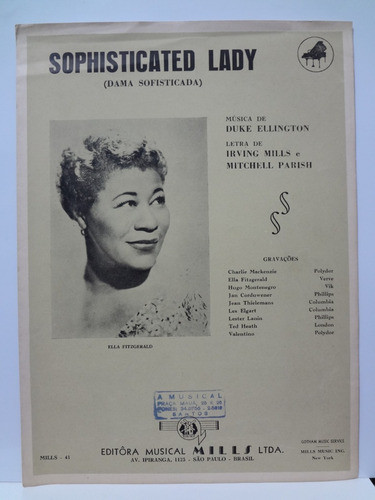 SOPHISTICATED LADY
(DAMA SOFISTICADA)
MÚSICA DE
DUKE ELLINGTON
LETRA DE
IRVING MILLS e
MITCHELL PARISH
GRAVAÇÕES
Charlie Mackenzie Polydor
Ella Fitzgerald Verve
Hugo Montenegro Vik
Jan Corduwener Phillips
Jean Thielemans Columbia
Les Elgart Columbia
Lester Lanin Phillips
Ted Heath London
Valentino Polydor
ELLA FITZGERALD
A MUSICAL
SANTOS
MILLS - 41
EDITÔRA MUSICAL MILLS LTDA.
AV. IPIRANGA, 1123 - SÃO PAULO - BRASIL
GOTHAM MUSIC SERVICE
MILLS MUSIC INC.
New York